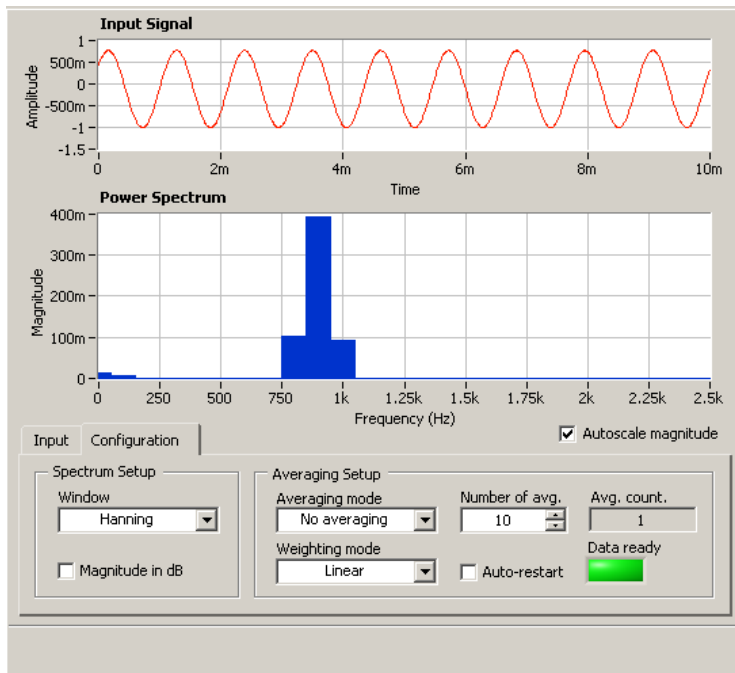 Input Signal
Amplitude
1
500m
0
-500m
-1
-1.5
0 2m 4m 6m 8m 10m
Time
Power Spectrum
Magnitude
400m
300m
200m
100m
0
0 250 500 750 1k 1.25k 1.5k 1.75k 2k 2.25k 2.5k
Frequency (Hz)
Autoscale magnitude
Input Configuration
Spectrum Setup
Window
Hanning
Magnitude in dB
Averaging Setup
Averaging mode
No averaging
Number of avg.
10
Avg. count.
1
Weighting mode
Linear
Auto-restart
Data ready